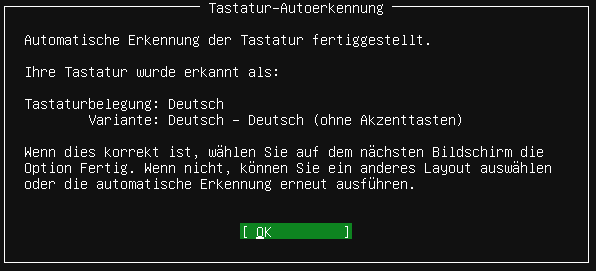 Tastatur-Autoerkennung
Automatische Erkennung der Tastatur fertiggestellt.
Ihre Tastatur wurde erkannt als:
Tastaturbelegung: Deutsch
Variante: Deutsch – Deutsch (ohne Akzenttasten)
Wenn dies korrekt ist, wählen Sie auf dem nächsten Bildschirm die
Option Fertig. Wenn nicht, können Sie ein anderes Layout auswählen
oder die automatische Erkennung erneut ausführen.
[ OK ]